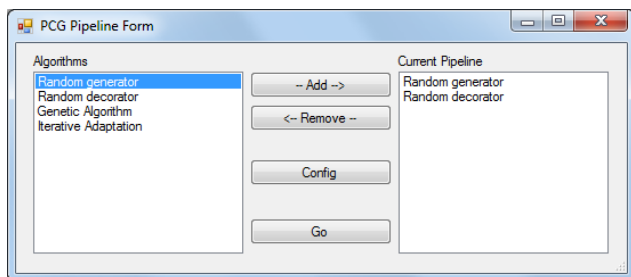 PCG Pipeline Form
Algorithms
Random generator
Random decorator
Genetic Algorithm
Iterative Adaptation
-- Add -->
<-- Remove --
Config
Go
Current Pipeline
Random generator
Random decorator